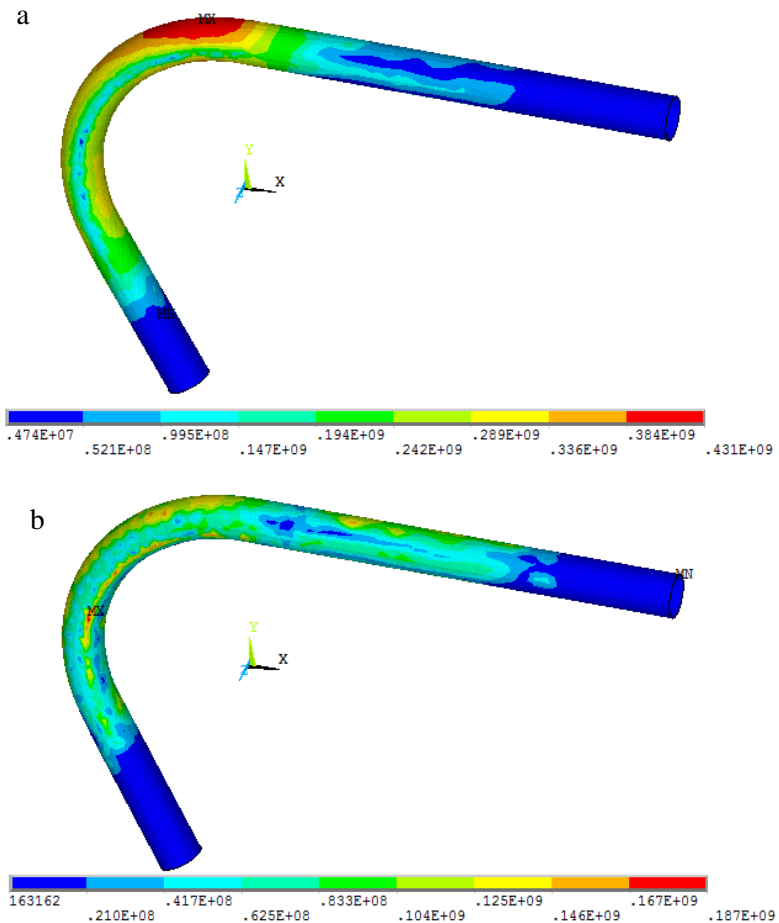 a
MX
Y
X
Z
MN
.474E+07 .995E+08 .194E+09 .289E+09 .384E+09
.521E+08 .147E+09 .242E+09 .336E+09 .431E+09
b
MN
MX
Y
X
Z
163162 .417E+08 .833E+08 .125E+09 .167E+09
.210E+08 .625E+08 .104E+09 .146E+09 .187E+09